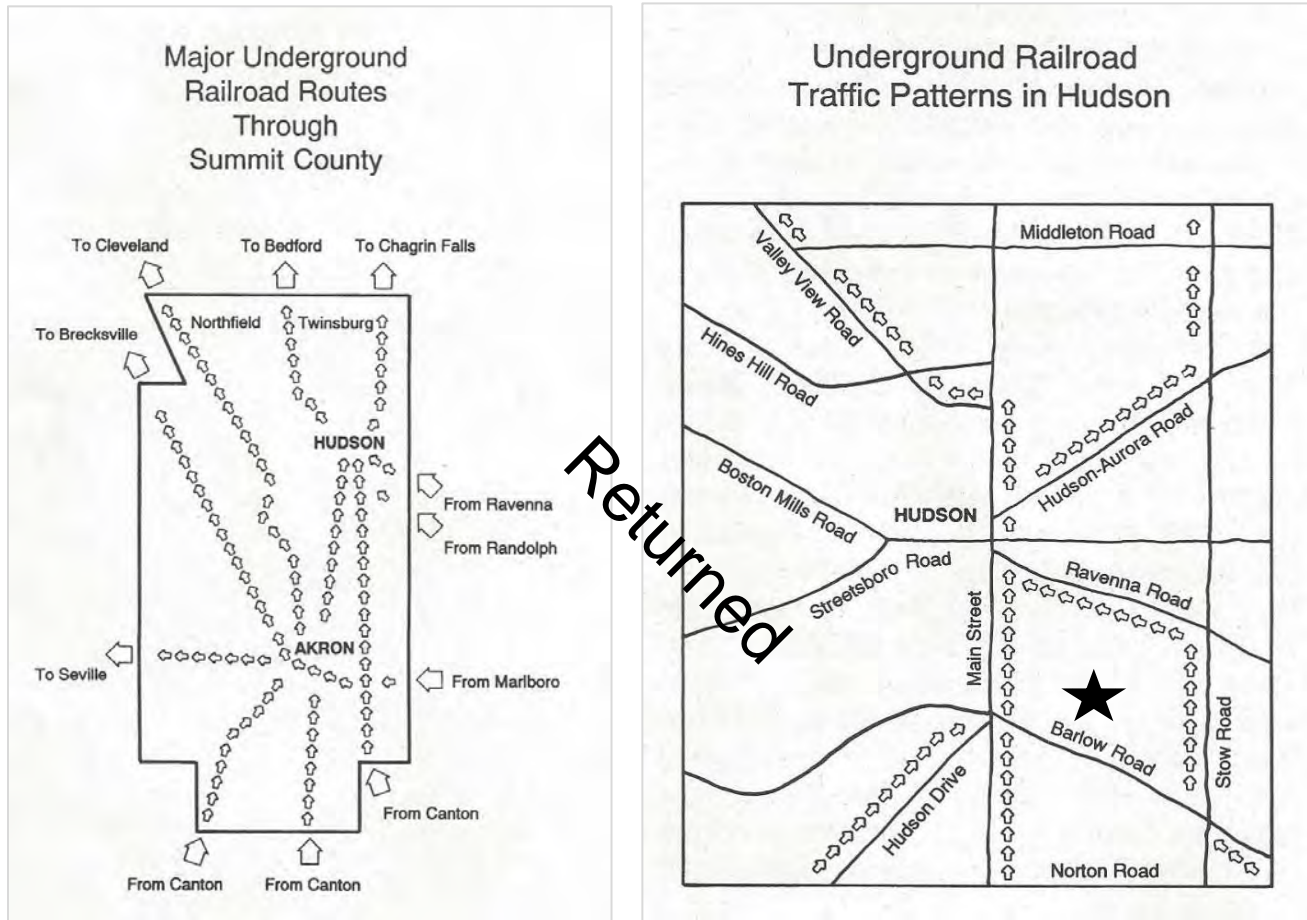 Major Underground
Railroad Routes
Through
Summit County
To Cleveland
To Bedford
To Chagrin Falls
To Brecksville
Northfield
Twinsburg
HUDSON
From Ravenna
From Randolph
AKRON
To Seville
From Marlboro
From Canton
From Canton
From Canton
Returned
Underground Railroad
Traffic Patterns in Hudson
Middleton Road
Valley View Road
Hines Hill Road
Hudson-Aurora Road
Boston Mills Road
HUDSON
Streetsboro Road
Ravenna Road
Main Street
Barlow Road
Stow Road
Hudson Drive
Norton Road